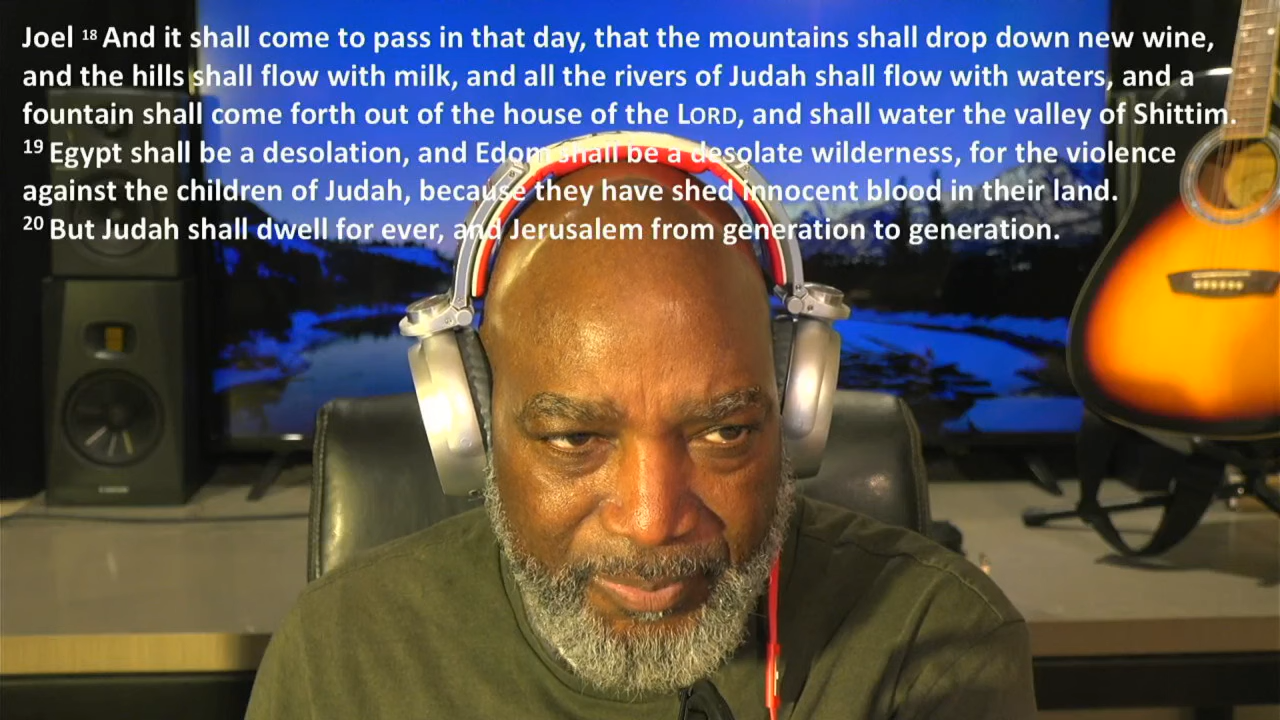 Joel 18 And it shall come to pass in that day, that the mountains shall drop down new wine,
and the hills shall flow with milk, and all the rivers of Judah shall flow with waters, and a
fountain shall come forth out of the house of the LORD, and shall water the valley of Shittim.
19 Egypt shall be a desolation, and Edom shall be a desolate wilderness, for the violence
against the children of Judah, because they have shed innocent blood in their land.
20 But Judah shall dwell for ever, and Jerusalem from generation to generation.